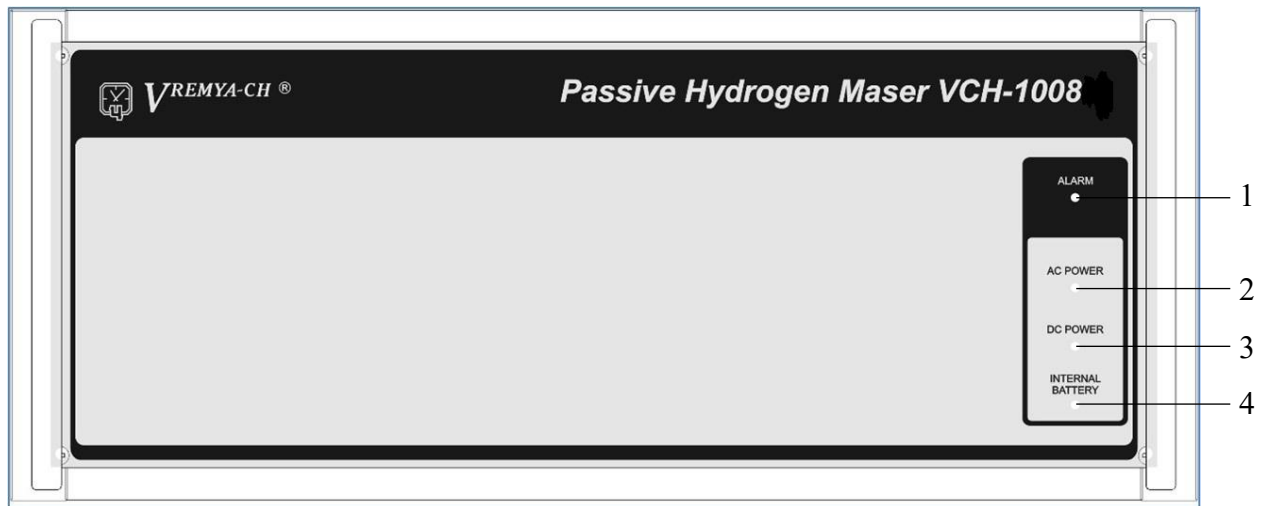 VREMYA-CH ®
Passive Hydrogen Maser VCH-1008
ALARM
1
AC POWER
2
DC POWER
3
INTERNAL
BATTERY
4